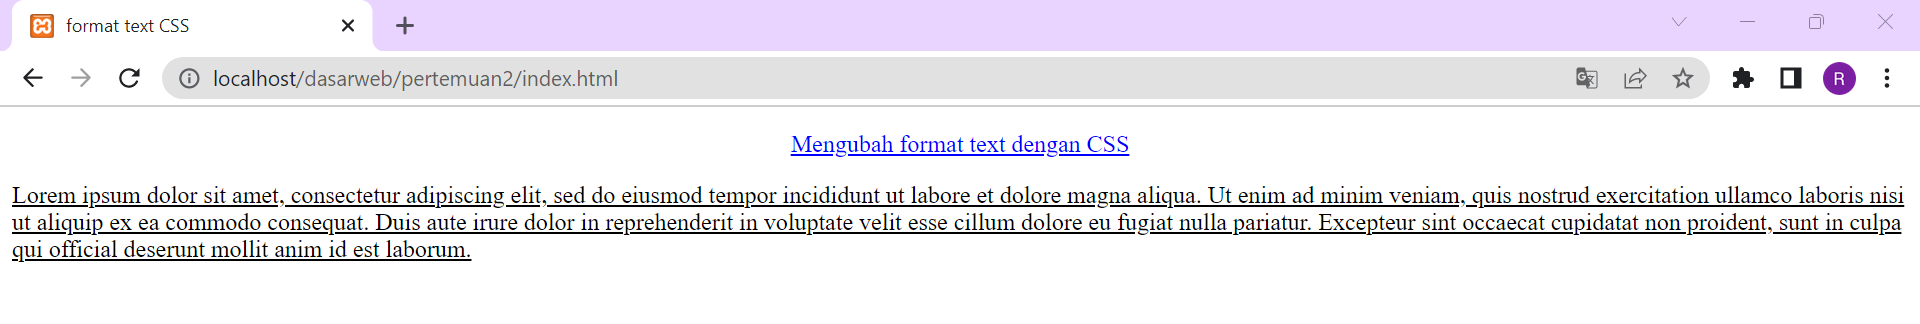 format text CSS
localhost/dasarweb/pertemuan2/index.html
R
Mengubah format text dengan CSS
Lorem ipsum dolor sit amet, consectetur adipiscing elit, sed do eiusmod tempor incididunt ut labore et dolore magna aliqua. Ut enim ad minim veniam, quis nostrud exercitation ullamco laboris nisi
ut aliquip ex ea commodo consequat. Duis aute irure dolor in reprehenderit in voluptate velit esse cillum dolore eu fugiat nulla pariatur. Excepteur sint occaecat cupidatat non proident, sunt in culpa
qui official deserunt mollit anim id est laborum.